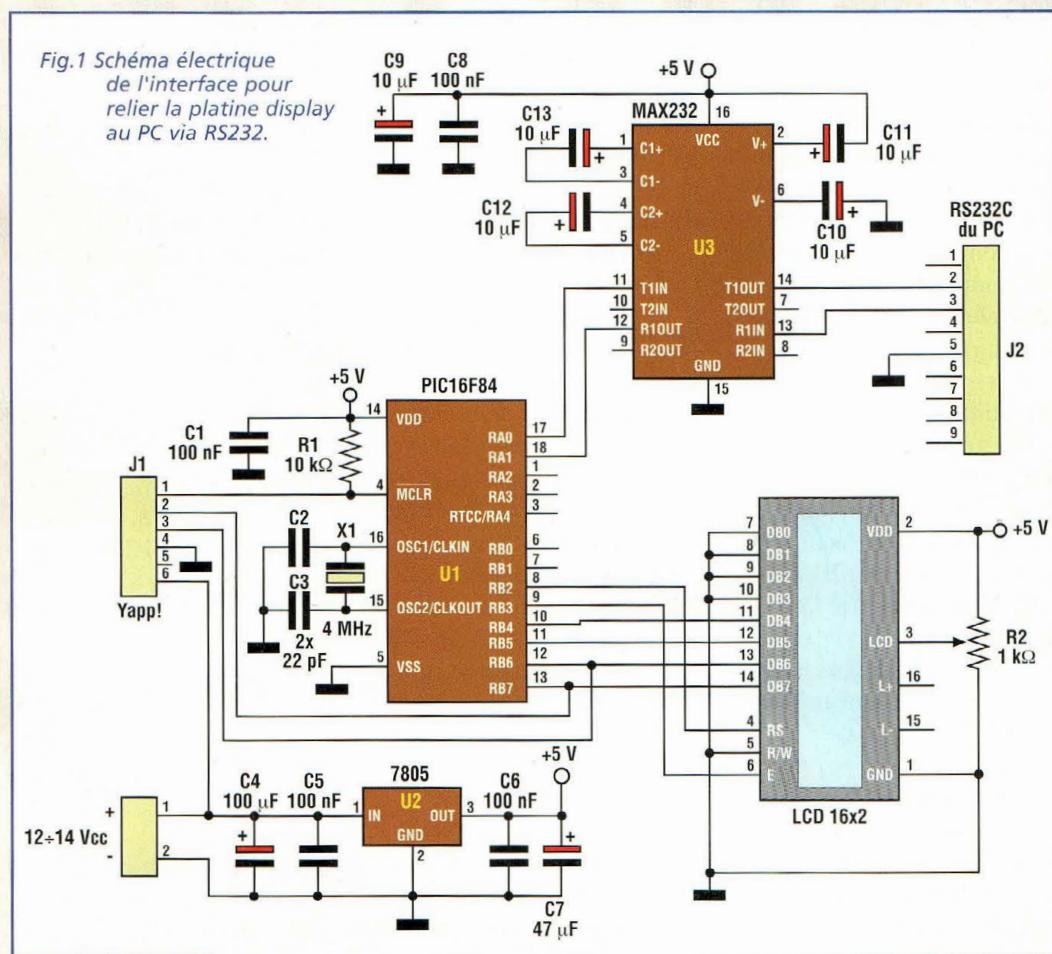 Fig.1 Schéma électrique
de l'interface pour
relier la platine display
au PC via RS232.
C9
10 µF
C8
100 nF
+5 V
MAX232
16
VCC
C13
10 µF
1
C1+
3
C1-
C12
10 µF
4
C2+
5
C2-
U3
2
V+
C11
10 µF
6
V-
C10
10 µF
11
T1IN
10
T2IN
12
R1OUT
9
R2OUT
T1OUT
14
T2OUT
7
R1IN
13
R2IN
8
GND
15
RS232C
du PC
1
2
3
4
5
6
7
8
9
J2
PIC16F84
+5 V
14
VDD
C1
100 nF
R1
10 kΩ
4
MCLR
C2
X1
16
OSC1/CLKIN
U1
C3
15
OSC2/CLKOUT
2x
22 pF
4 MHz
5
VSS
RA0
17
RA1
18
RA2
1
RA3
2
RTCC/RA4
3
RB0
6
RB1
7
RB2
8
RB3
9
RB4
10
RB5
11
RB6
12
RB7
13
J1
1
2
3
4
5
6
Yapp!
7
DB0
8
DB1
9
DB2
10
DB3
11
DB4
12
DB5
13
DB6
14
DB7
4
RS
5
R/W
6
E
VDD
2
+5 V
LCD
3
R2
1 kΩ
L+
16
L-
15
GND
1
LCD 16x2
12÷14 Vcc
+
1
-
2
C4
100 µF
C5
100 nF
7805
U2
1
IN
OUT
3
GND
2
C6
100 nF
+5 V
C7
47 µF